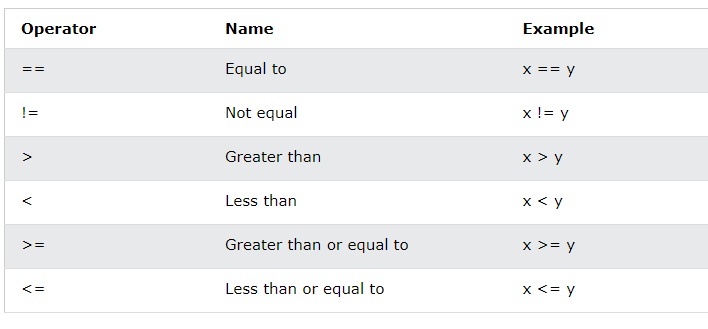 Operator Name Example
== Equal to x == y
!= Not equal x != y
> Greater than x > y
< Less than x < y
>= Greater than or equal to x >= y
<= Less than or equal to x <= y